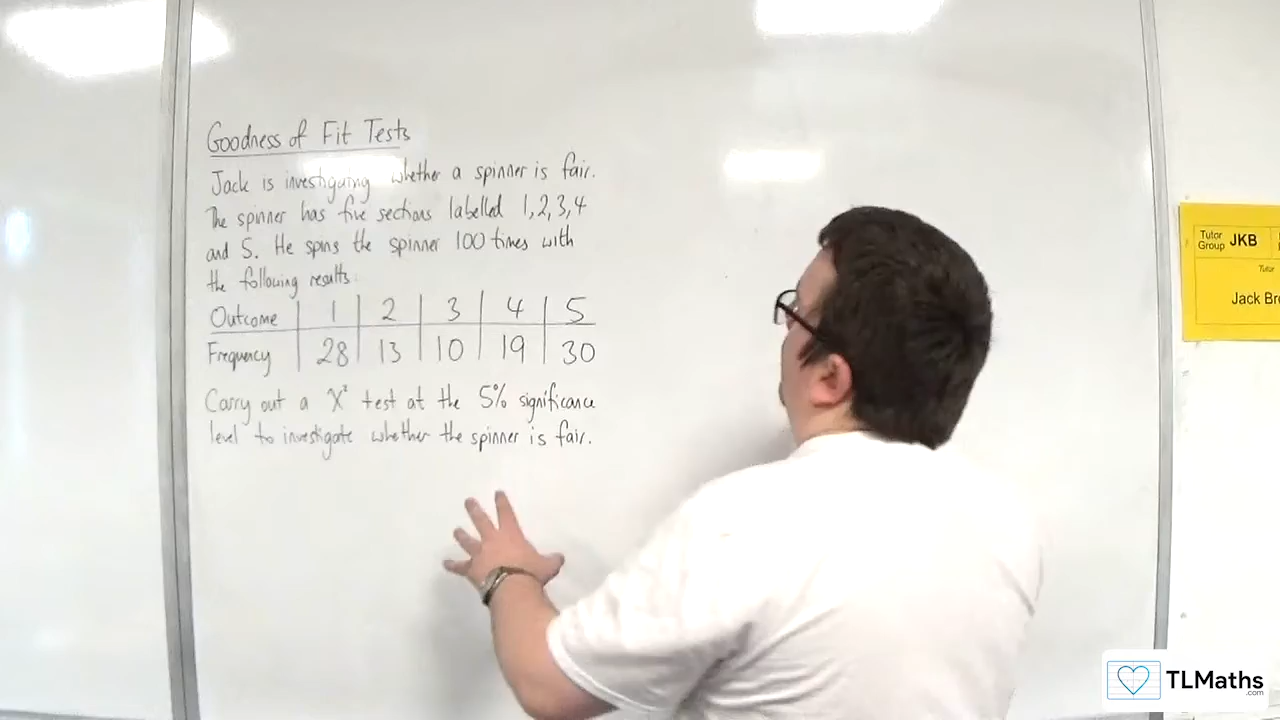 Goodness of Fit Tests
Jack is investigating whether a spinner is fair.
The spinner has five sections labelled 1,2,3,4
and 5. He spins the spinner 100 times with
the following results:
Outcome | 1 | 2 | 3 | 4 | 5
Frequency | 28 | 13 | 10 | 19 | 30
Carry out a χ² test at the 5% significance
level to investigate whether the spinner is fair.
Tutor Group JKB
Tutor
Jack Bre
TLMaths
.com